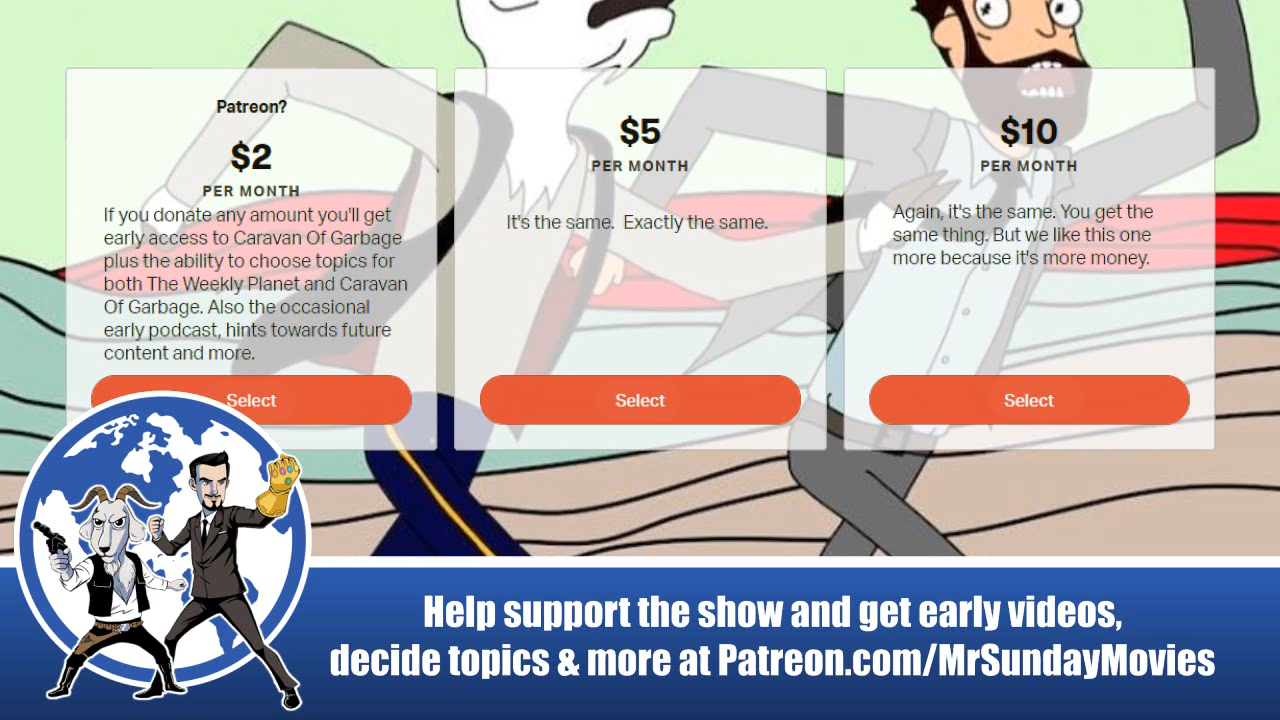 Patreon?
$2
PER MONTH
If you donate any amount you'll get
early access to Caravan Of Garbage
plus the ability to choose topics for
both The Weekly Planet and Caravan
Of Garbage. Also the occasional
early podcast, hints towards future
content and more.
Select
$5
PER MONTH
It's the same.  Exactly the same.
Select
$10
PER MONTH
Again, it's the same. You get the
same thing. But we like this one
more because it's more money.
Select
Help support the show and get early videos,
decide topics & more at Patreon.com/MrSundayMovies